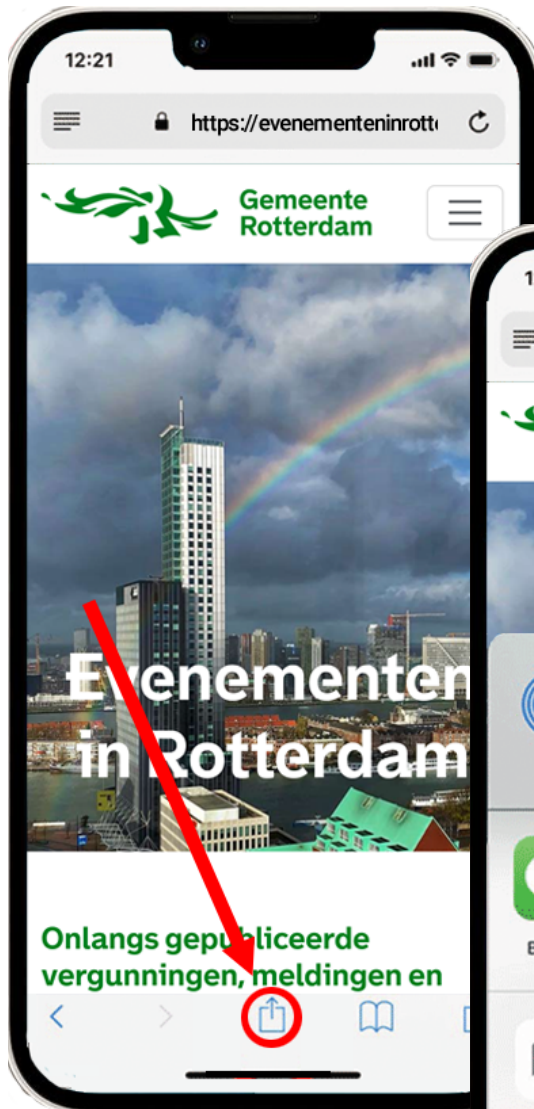 12:21
https://evenementeninrott
Gemeente
Rotterdam
Evenementen
in Rotterdam
Onlangs gepubliceerde
vergunningen, meldingen en